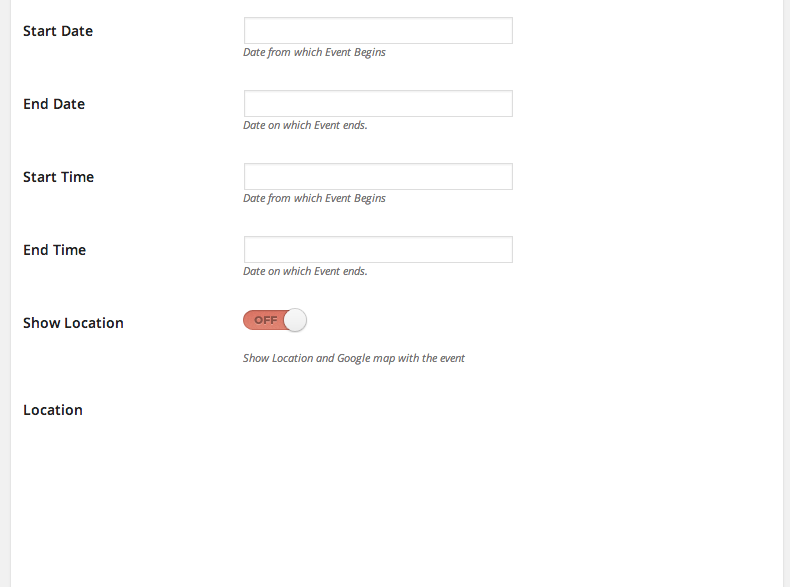 Start Date
Date from which Event Begins
End Date
Date on which Event ends.
Start Time
Date from which Event Begins
End Time
Date on which Event ends.
Show Location
OFF
Show Location and Google map with the event
Location